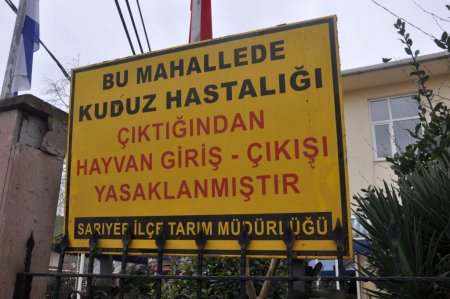 BU MAHALLEDE
KUDUZ HASTALIĞI
ÇIKTIĞINDAN
HAYVAN GİRİŞ - ÇIKIŞI
YASAKLANMIŞTIR
SARIYER İLÇE TARIM MÜDÜRLÜĞÜ